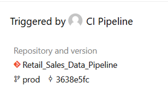 Triggered by CI Pipeline
Repository and version
Retail_Sales_Data_Pipeline
prod 3638e5fc